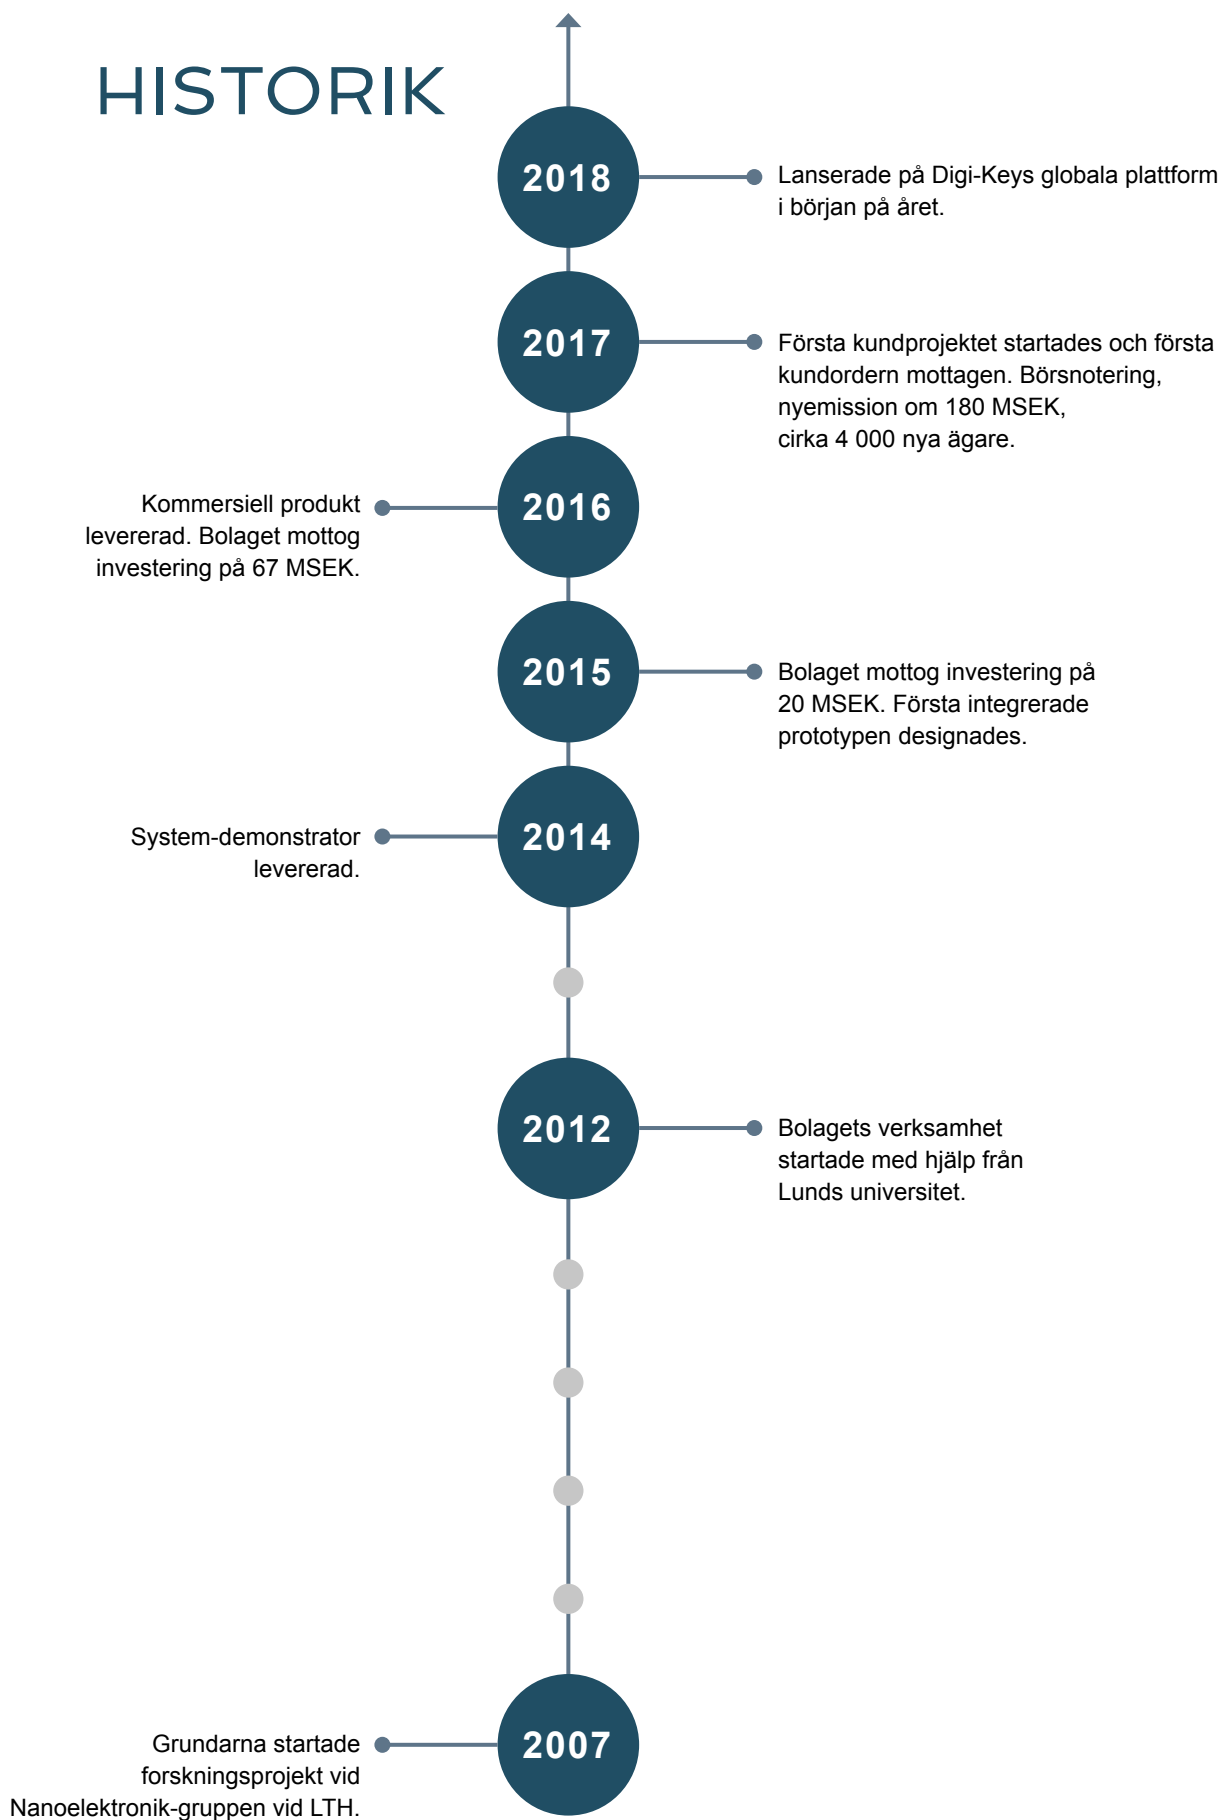 HISTORIK
2018
Lanserade på Digi-Keys globala plattform
i början på året.
2017
Första kundprojektet startades och första
kundordern mottagen. Börsnotering,
nyemission om 180 MSEK,
cirka 4 000 nya ägare.
2016
Kommersiell produkt
levererad. Bolaget mottog
investering på 67 MSEK.
2015
Bolaget mottog investering på
20 MSEK. Första integrerade
prototypen designades.
2014
System-demonstrator
levererad.
2012
Bolagets verksamhet
startade med hjälp från
Lunds universitet.
2007
Grundarna startade
forskningsprojekt vid
Nanoelektronik-gruppen vid LTH.